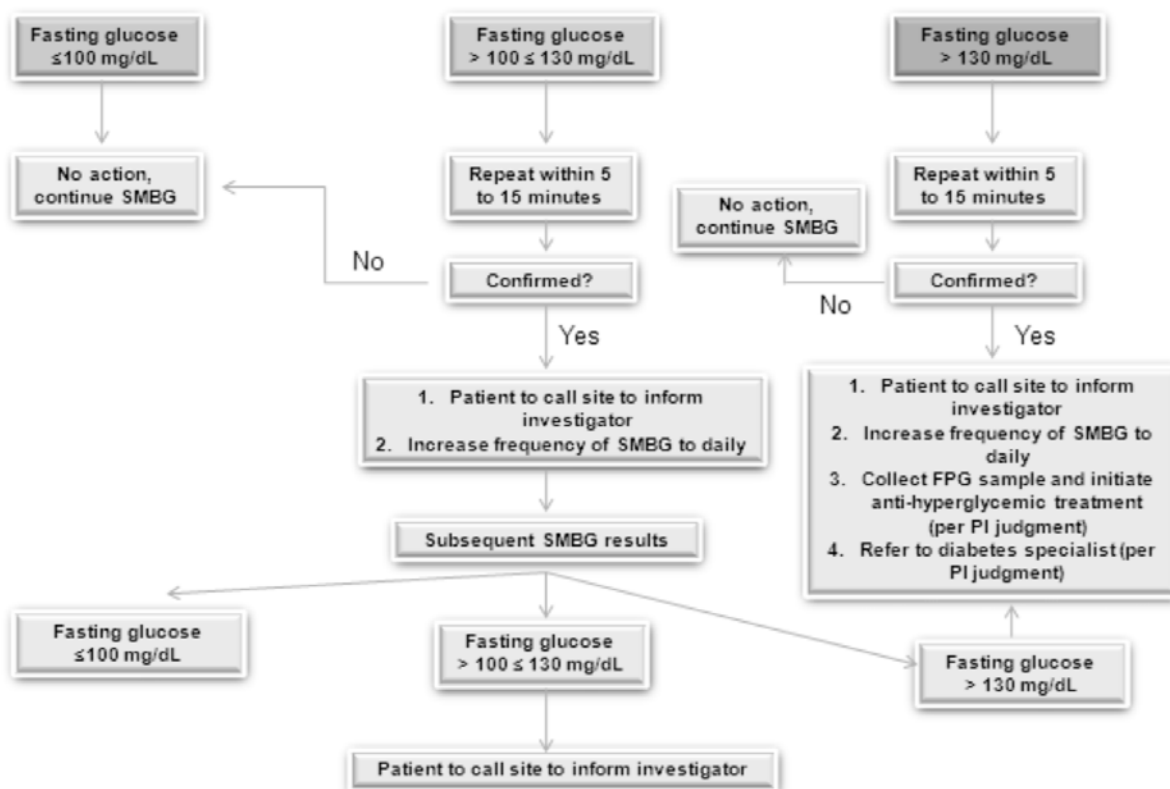 Fasting glucose
≤100 mg/dL
Fasting glucose
> 100 ≤ 130 mg/dL
Fasting glucose
> 130 mg/dL
No action,
continue SMBG
Repeat within 5
to 15 minutes
No action,
continue SMBG
Repeat within 5
to 15 minutes
No
Confirmed?
No
Confirmed?
Yes
Yes
1. Patient to call site to inform
investigator
2. Increase frequency of SMBG to daily
1. Patient to call site to inform
investigator
2. Increase frequency of SMBG to
daily
3. Collect FPG sample and initiate
anti-hyperglycemic treatment
(per PI judgment)
4. Refer to diabetes specialist (per
PI judgment)
Subsequent SMBG results
Fasting glucose
≤100 mg/dL
Fasting glucose
> 100 ≤ 130 mg/dL
Fasting glucose
> 130 mg/dL
Patient to call site to inform investigator